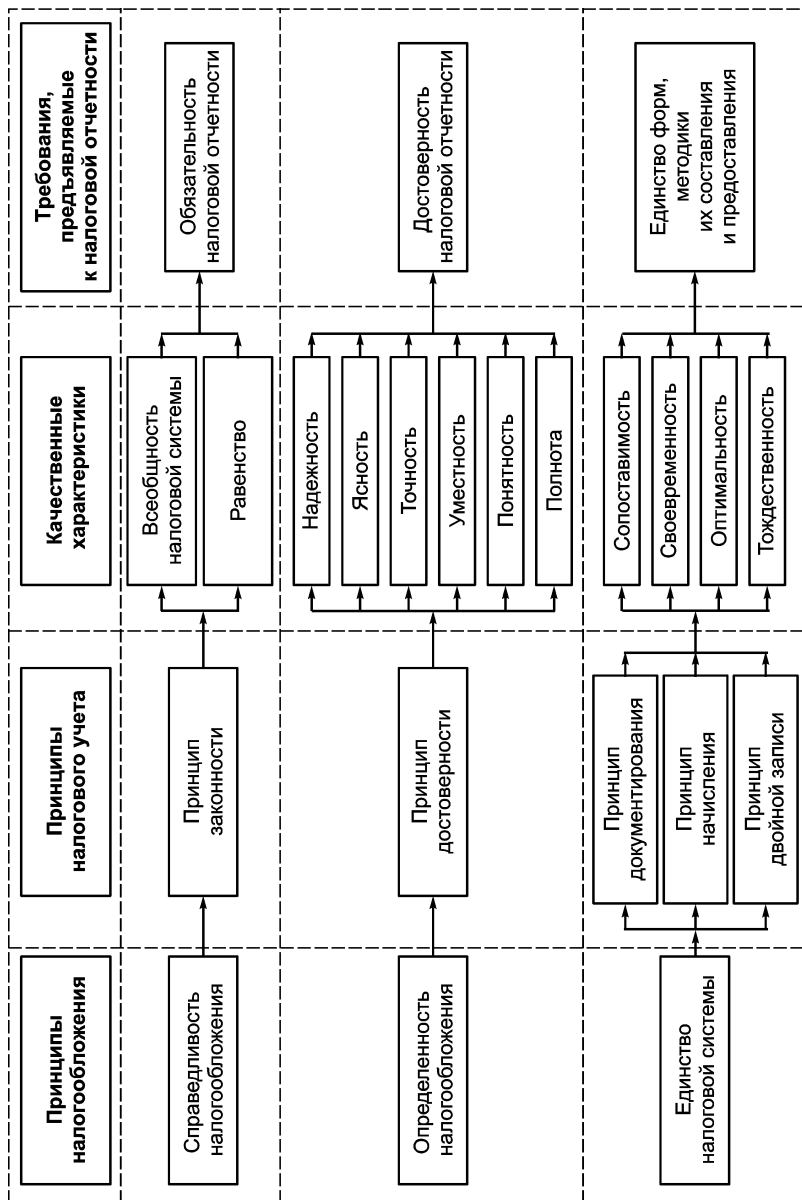 Принципы
налогообложения
Принципы
налогового учета
Качественные
характеристики
Требования,
предъявляемые
к налоговой отчетности
Справедливость
налогообложения
Принцип
законности
Всеобщность
налоговой системы
Равенство
Обязательность
налоговой отчетности
Определенность
налогообложения
Принцип
достоверности
Надежность
Ясность
Точность
Уместность
Понятность
Полнота
Достоверность
налоговой отчетности
Единство
налоговой системы
Принцип
документирования
Принцип
начисления
Принцип
двойной записи
Сопоставимость
Своевременность
Оптимальность
Тождественность
Единство форм,
методики
их составления
и предоставления